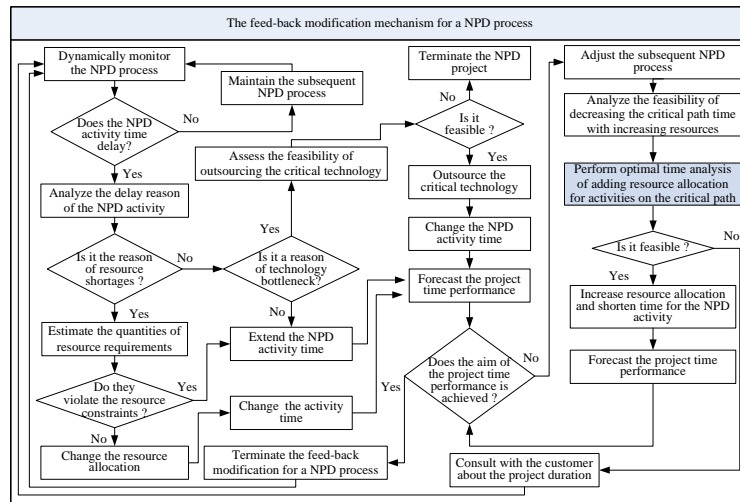 The feed-back modification mechanism for a NPD process
Dynamically monitor
the NPD process
Maintain the subsequent
NPD process
No
Does the NPD
activity time
delay?
Yes
Analyze the delay reason
of the NPD activity
Is it the reason
of resource
shortages ?
No
Yes
Estimate the quantities of
resource requirements
Do they
violate the resource
constraints ?
Yes
No
Change the resource
allocation
Assess the feasibility of
outsourcing the critical technology
Yes
Is it a reason
of technology
bottleneck?
No
Extend the NPD
activity time
Change the activity
time
Terminate the feed-back
modification for a NPD process
Terminate the NPD
project
No
Is it
feasible ?
Yes
Outsource the
critical technology
Change the NPD
activity time
Forecast the project
time performance
Does the aim of
the project time
performance is
achieved ?
No
Yes
Adjust the subsequent NPD
process
Analyze the feasibility of
decreasing the critical path time
with increasing resources
Perform optimal time analysis
of adding resource allocation
for activities on the critical path
Is it feasible ?
No
Yes
Increase resource allocation
and shorten time for the NPD
activity
Forecast the project time
performance
Consult with the customer
about the project duration